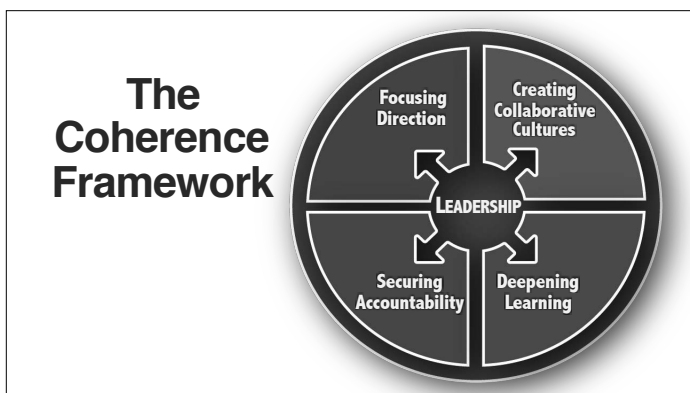 The
Coherence
Framework
Focusing
Direction
Creating
Collaborative
Cultures
LEADERSHIP
Securing
Accountability
Deepening
Learning